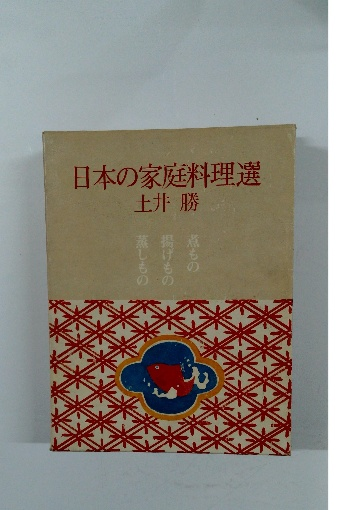 日本の家庭料理選
土井 勝
煮もの
揚げもの
蒸しもの